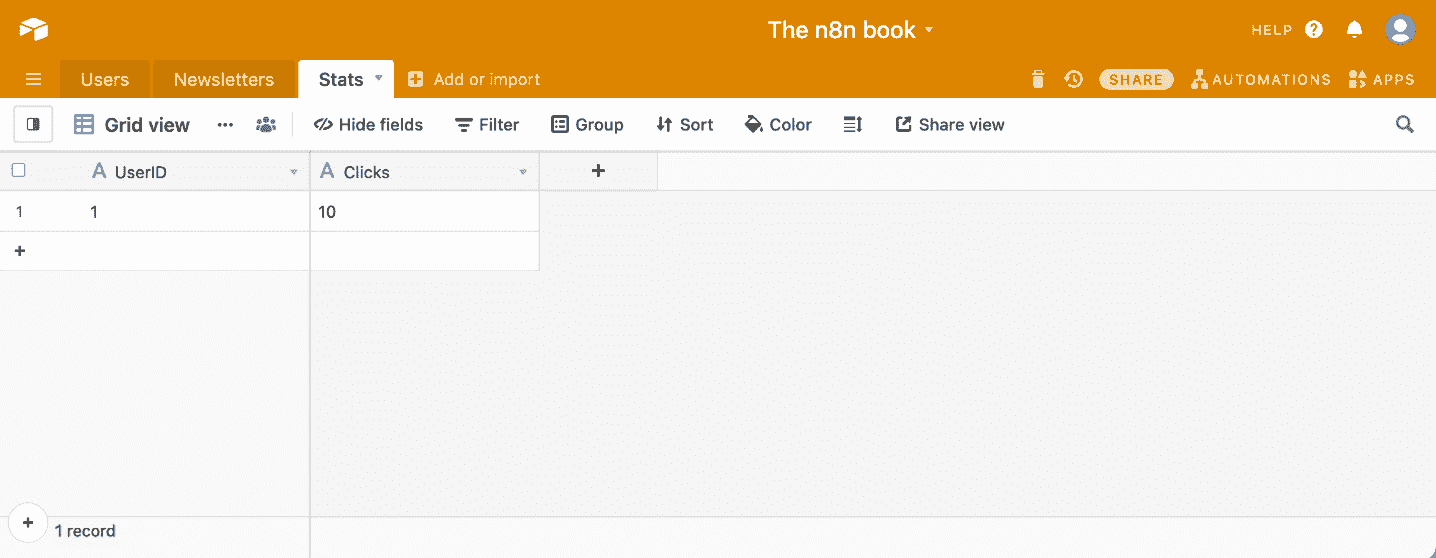 The n8n book
HELP
Users Newsletters Stats Add or import SHARE AUTOMATIONS APPS
Grid view Hide fields Filter Group Sort Color Share view
A UserID A Clicks
1 1 10
1 record